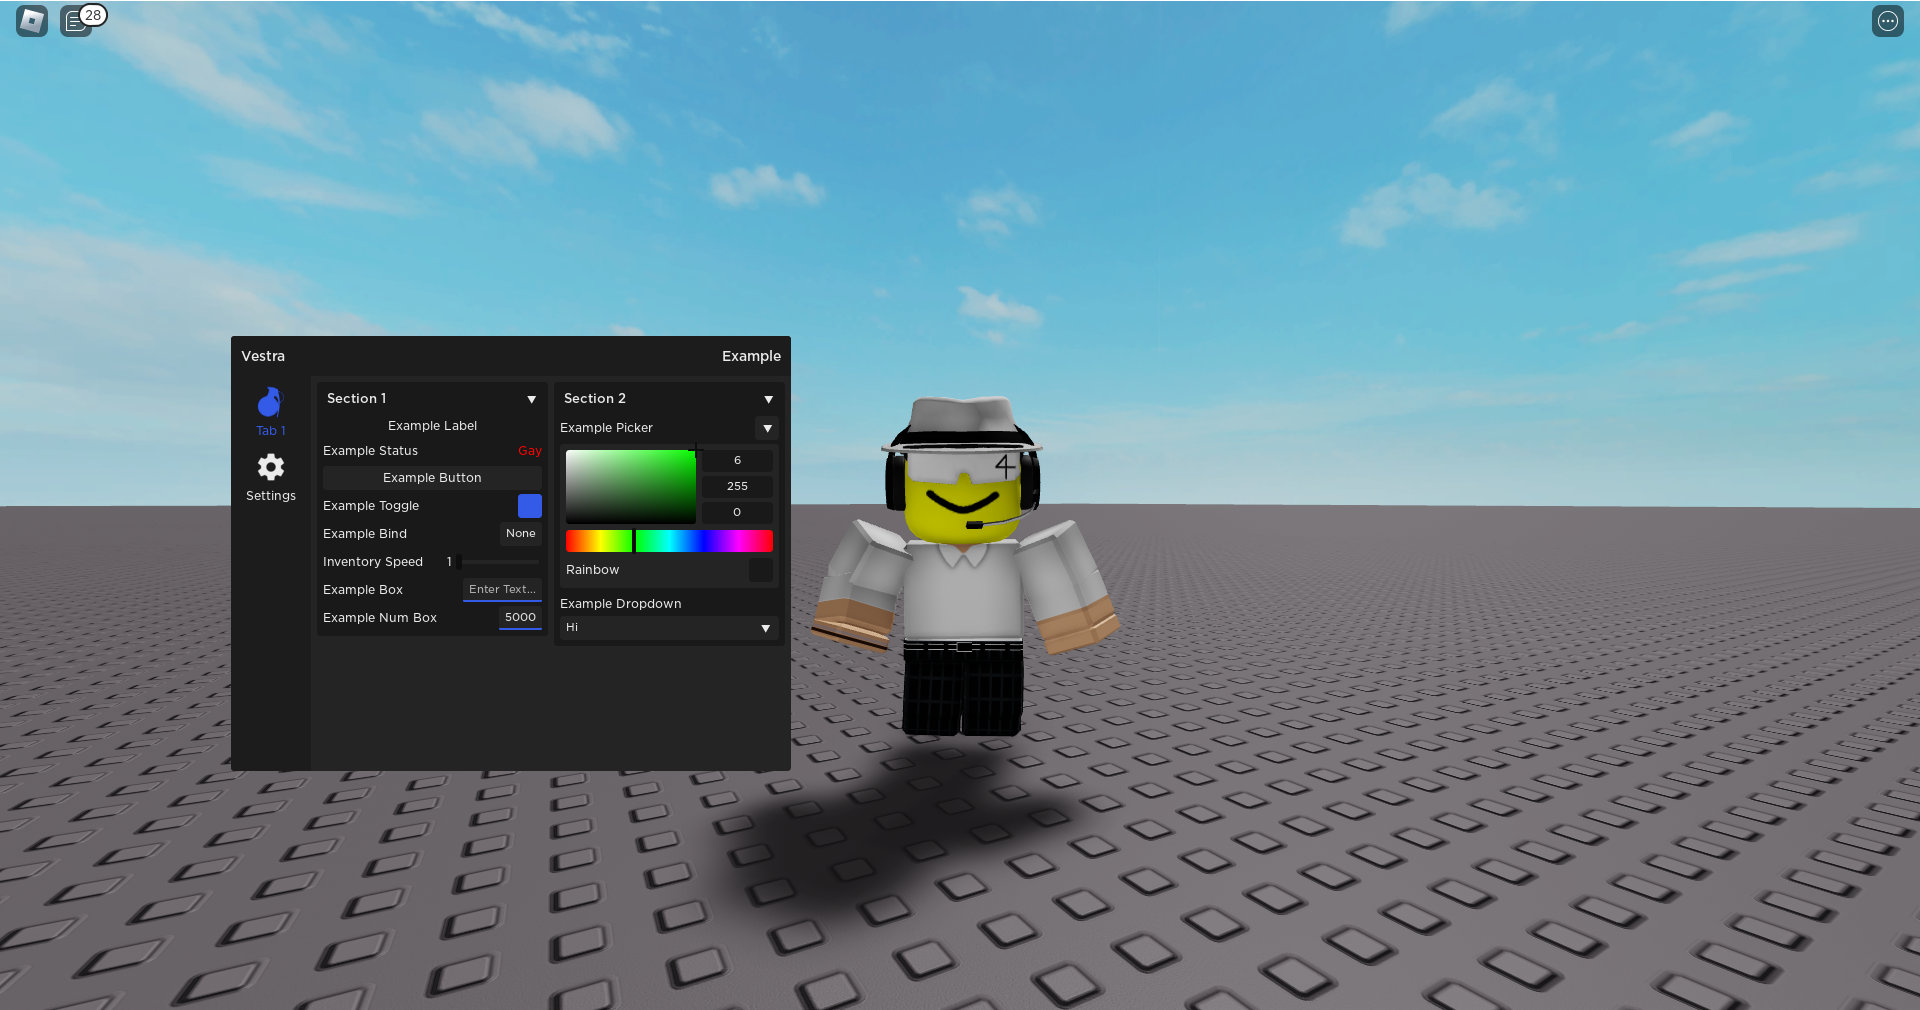 28
Vestra
Example
Tab 1
Settings
Section 1
Example Label
Example Status
Gay
Example Button
Example Toggle
Example Bind
None
Inventory Speed
1
Example Box
Enter Text...
Example Num Box
5000
Section 2
Example Picker
6
255
0
Rainbow
Example Dropdown
Hi
4